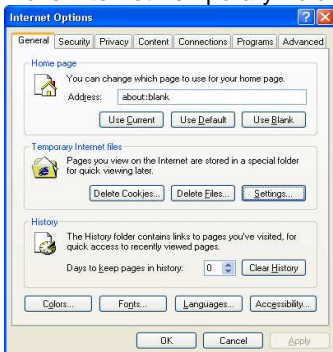 Internet Options
General Security Privacy Content Connections Programs Advanced
Home page
You can change which page to use for your home page.
Address: about:blank
Use Current Use Default Use Blank
Temporary Internet files
Pages you view on the Internet are stored in a special folder
for quick viewing later.
Delete Cookies... Delete Files... Settings...
History
The History folder contains links to pages you've visited, for
quick access to recently viewed pages.
Days to keep pages in history: 0 Clear History
Colors... Fonts... Languages... Accessibility...
OK Cancel Apply